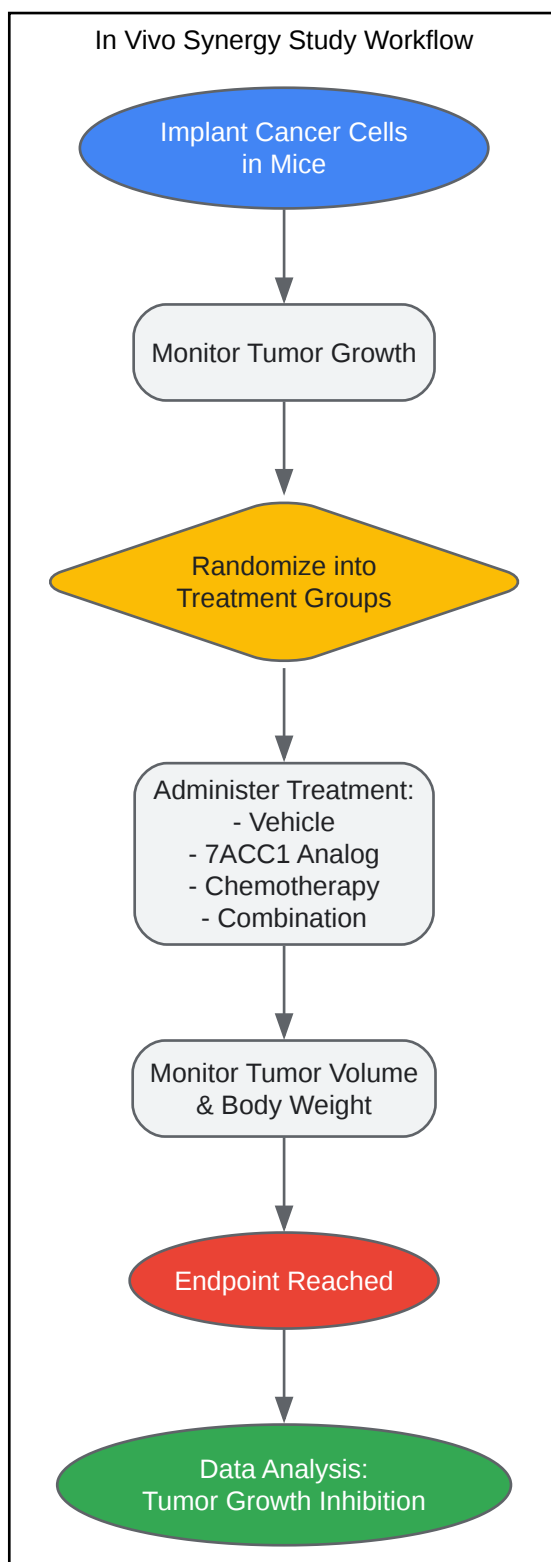 In Vivo Synergy Study Workflow
Implant Cancer Cells
in Mice
Monitor Tumor Growth
Randomize into
Treatment Groups
Administer Treatment:
- Vehicle
- 7ACC1 Analog
- Chemotherapy
- Combination
Monitor Tumor Volume
& Body Weight
Endpoint Reached
Data Analysis:
Tumor Growth Inhibition